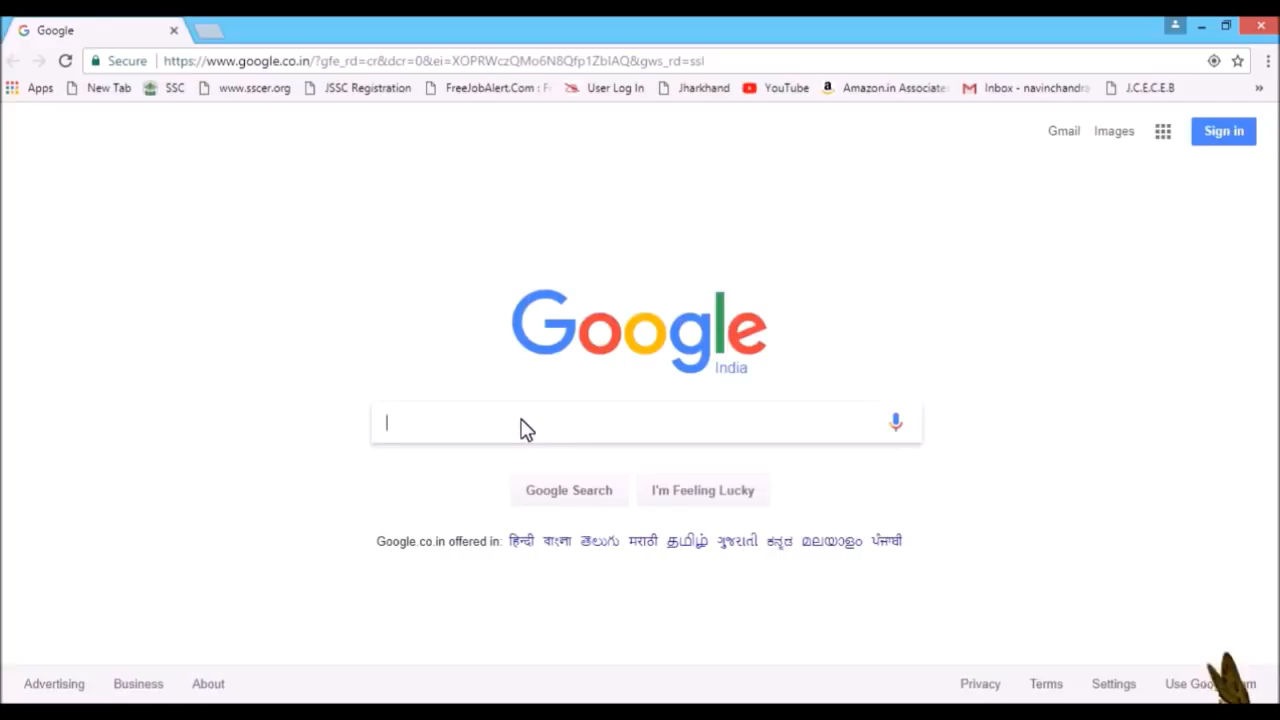 Google
Secure https://www.google.co.in/?gfe_rd=cr&dcr=0&ei=XOPRWczQMo6N8Qfp1ZbIAQ&gws_rd=ssl
Apps New Tab SSC www.sscer.org JSSC Registration FreeJobAlert.Com : F User Log In Jharkhand YouTube Amazon.in Associate Inbox - navinchandra J.C.E.C.E.B »
Gmail Images Sign in
Google
India
Google Search I'm Feeling Lucky
Google.co.in offered in: हिन्दी বাংলা తెలుగు मराठी தமிழ் ગુજરાતી ಕನ್ನಡ മലയാളം ਪੰਜਾਬੀ
Advertising Business About Privacy Terms Settings Use